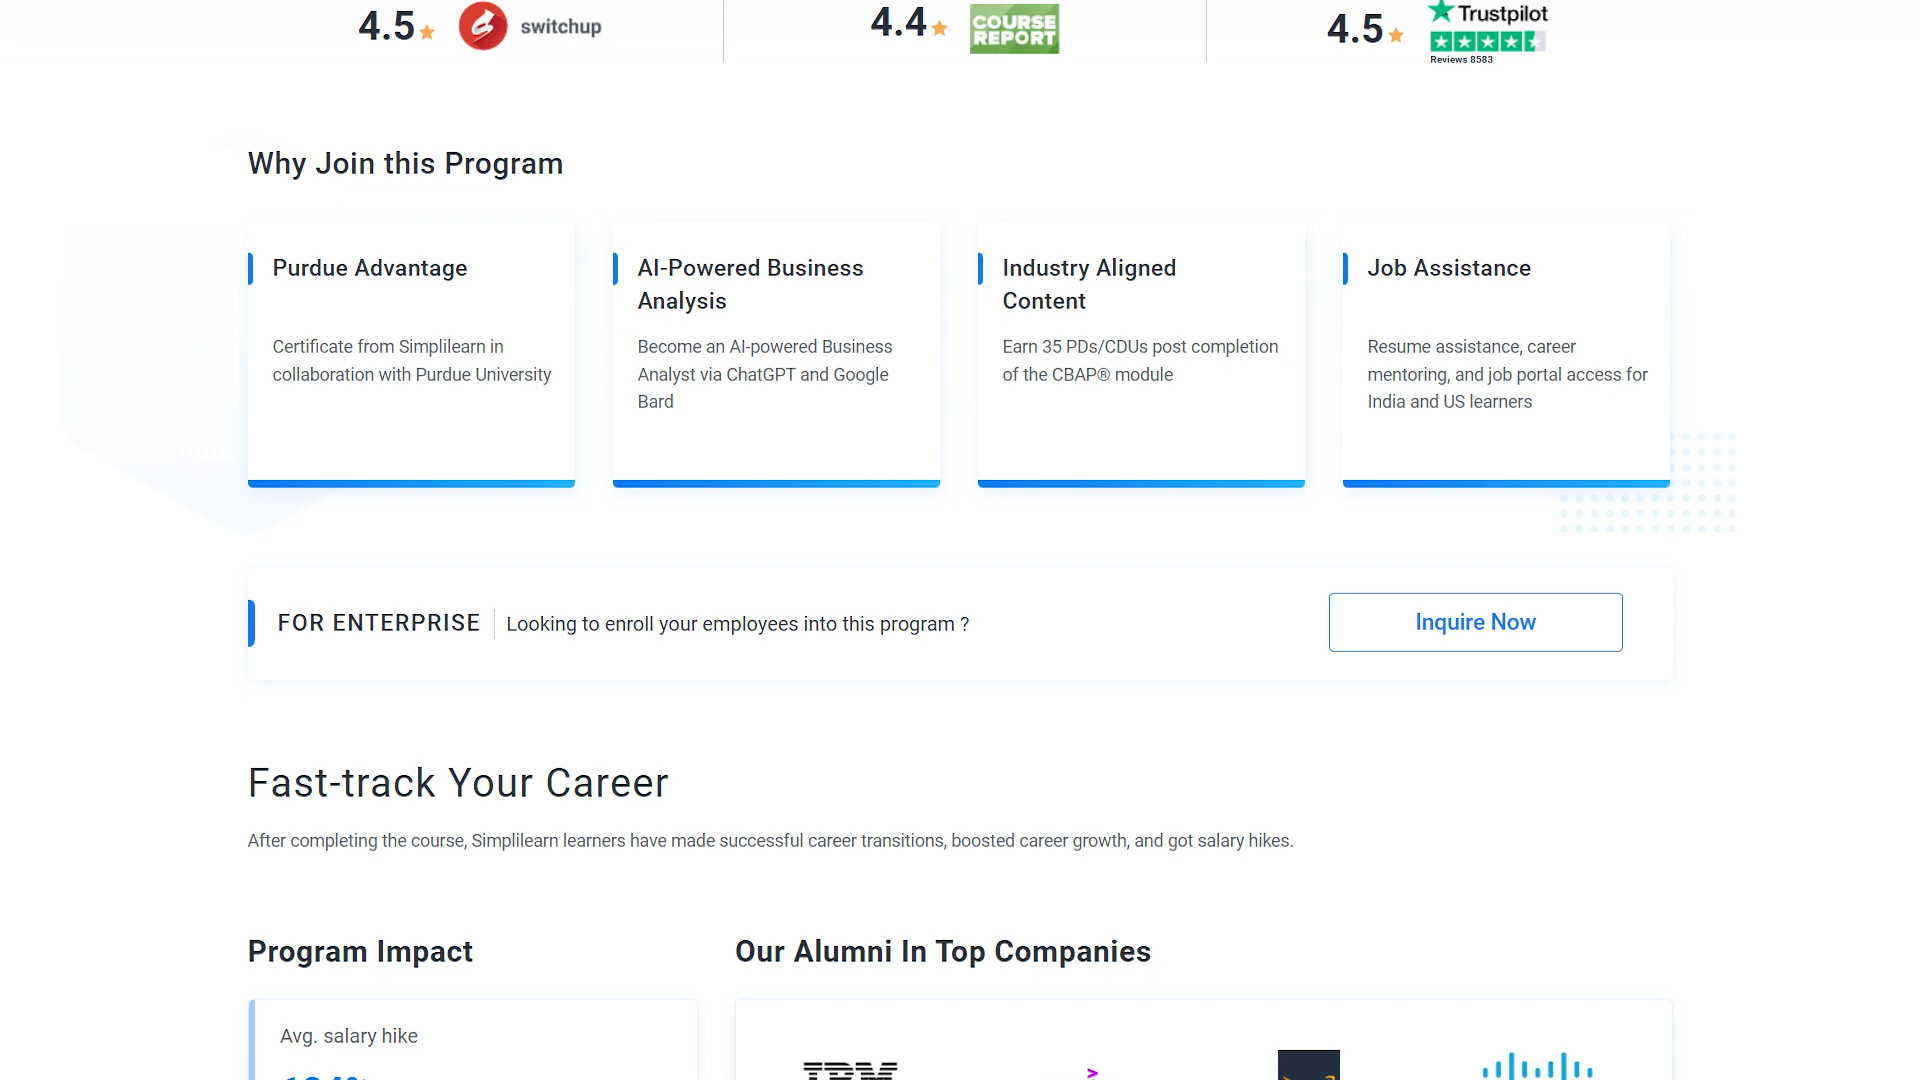 4.5 switchup
4.4 COURSE REPORT
4.5 Trustpilot
Reviews 8583
Why Join this Program
Purdue Advantage
Certificate from Simplilearn in
collaboration with Purdue University
AI-Powered Business
Analysis
Become an AI-powered Business
Analyst via ChatGPT and Google
Bard
Industry Aligned
Content
Earn 35 PDs/CDUs post completion
of the CBAP® module
Job Assistance
Resume assistance, career
mentoring, and job portal access for
India and US learners
FOR ENTERPRISE Looking to enroll your employees into this program ?
Inquire Now
Fast-track Your Career
After completing the course, Simplilearn learners have made successful career transitions, boosted career growth, and got salary hikes.
Program Impact
Our Alumni In Top Companies
Avg. salary hike
IBM